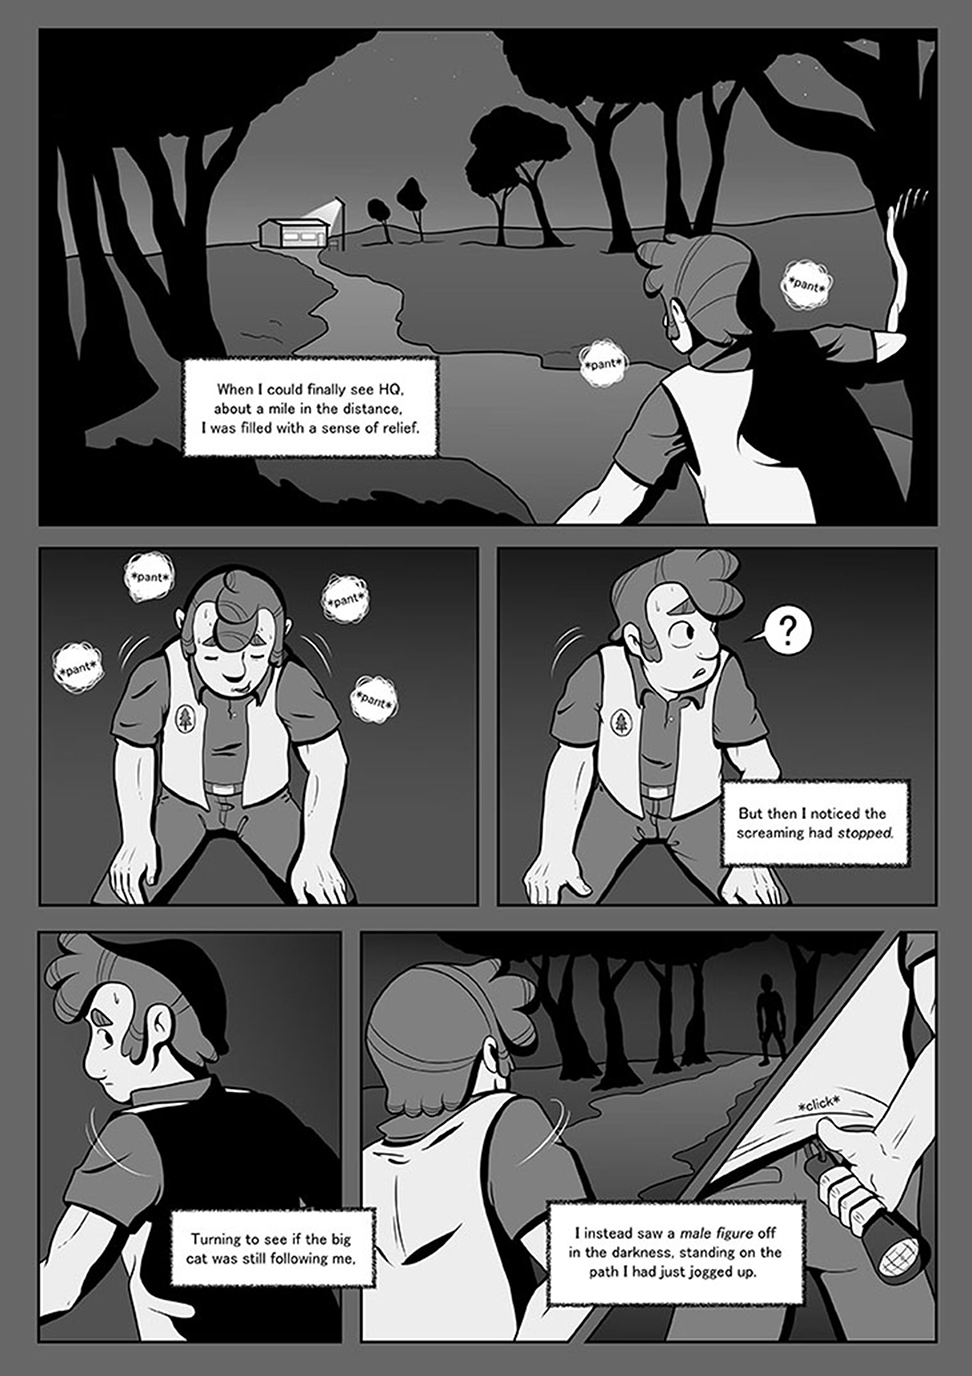 *pant*
*pant*
When I could finally see HQ,
about a mile in the distance,
I was filled with a sense of relief.
*pant*
*pant*
*pant*
*pant*
?
But then I noticed the
screaming had stopped.
Turning to see if the big
cat was still following me,
*click*
I instead saw a male figure off
in the darkness, standing on the
path I had just jogged up.